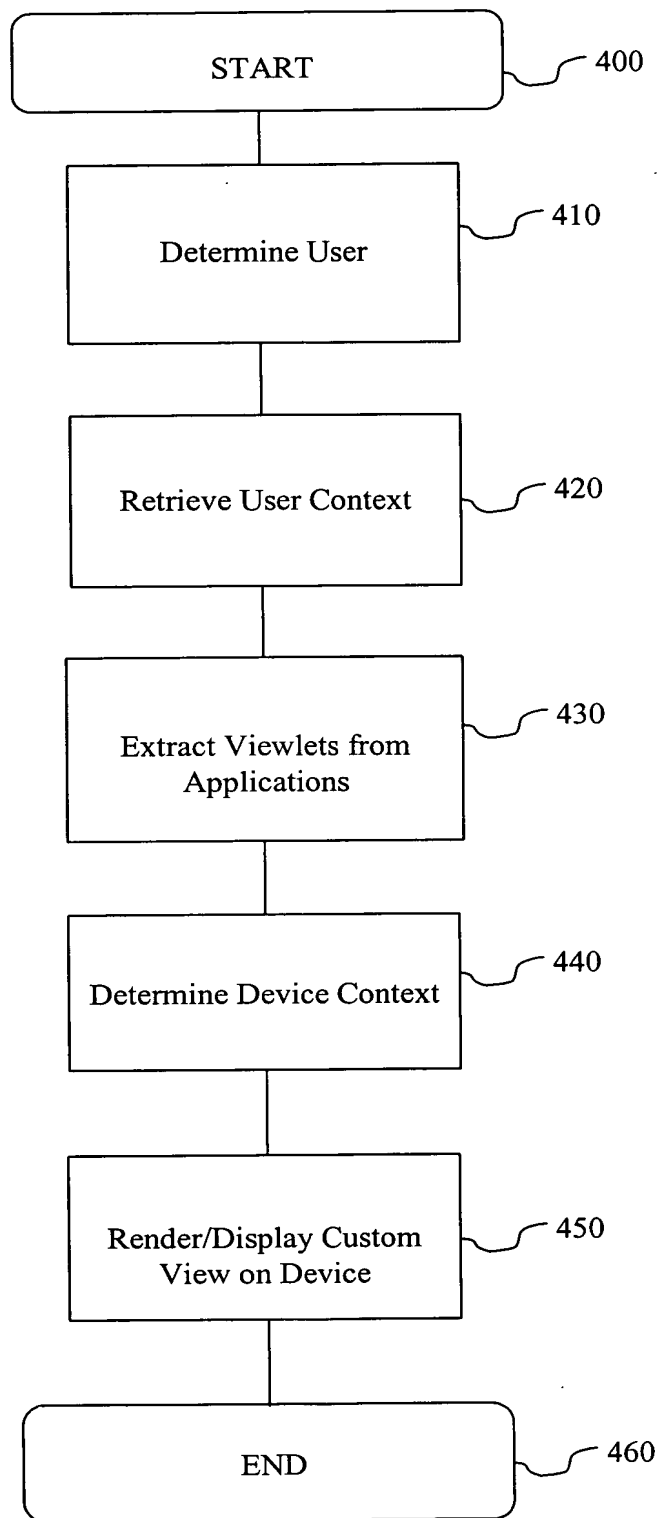 START
400
410
Determine User
420
Retrieve User Context
430
Extract Viewlets from
Applications
440
Determine Device Context
450
Render/Display Custom
View on Device
END
460